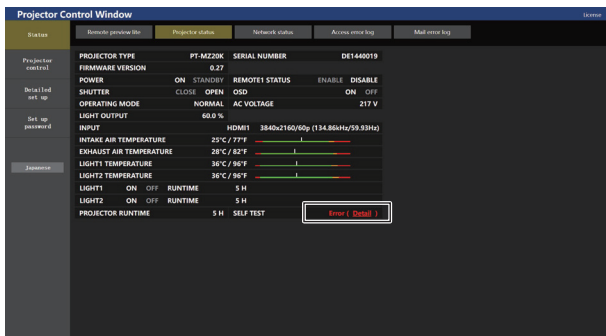 Projector Control Window
License
Status
Remote preview lite
Projector status
Network status
Access error log
Mail error log
Projector
control
Detailed
set up
Set up
password
Japanese
PROJECTOR TYPE PT-MZ20K SERIAL NUMBER DE1440019
FIRMWARE VERSION 0.27
POWER ON STANDBY REMOTE1 STATUS ENABLE DISABLE
SHUTTER CLOSE OPEN OSD ON OFF
OPERATING MODE NORMAL AC VOLTAGE 217 V
LIGHT OUTPUT 60.0 %
INPUT HDMI1 3840x2160/60p (134.86kHz/59.93Hz)
INTAKE AIR TEMPERATURE 25°C / 77°F
EXHAUST AIR TEMPERATURE 28°C / 82°F
LIGHT1 TEMPERATURE 36°C / 96°F
LIGHT2 TEMPERATURE 36°C / 96°F
LIGHT1 ON OFF RUNTIME 5 H
LIGHT2 ON OFF RUNTIME 5 H
PROJECTOR RUNTIME 5 H SELF TEST Error ( Detail )